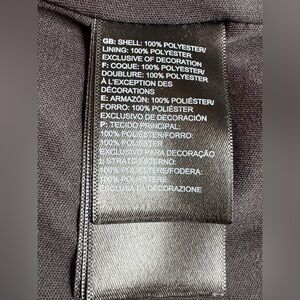 GB: SHELL: 100% POLYESTER/
LINING: 100% POLYESTER
EXCLUSIVE OF DECORATION
F: COQUE: 100% POLYESTER/
DOUBLURE: 100% POLYESTER
À L'EXCEPTION DES
DÉCORATIONS
E: ARMAZÓN: 100% POLIÉSTER/
FORRO: 100% POLIÉSTER
EXCLUSIVO DE DECORACIÓN
P: TECIDO PRINCIPAL:
100% POLIÉSTER/FORRO:
100% POLIÉSTER
EXCLUSIVO PARA DECORAÇÃO
I: STRATO ESTERNO:
100% POLIESTERE/FODERA:
100% POLIESTERE
ESCLUSA LA DECORAZIONE